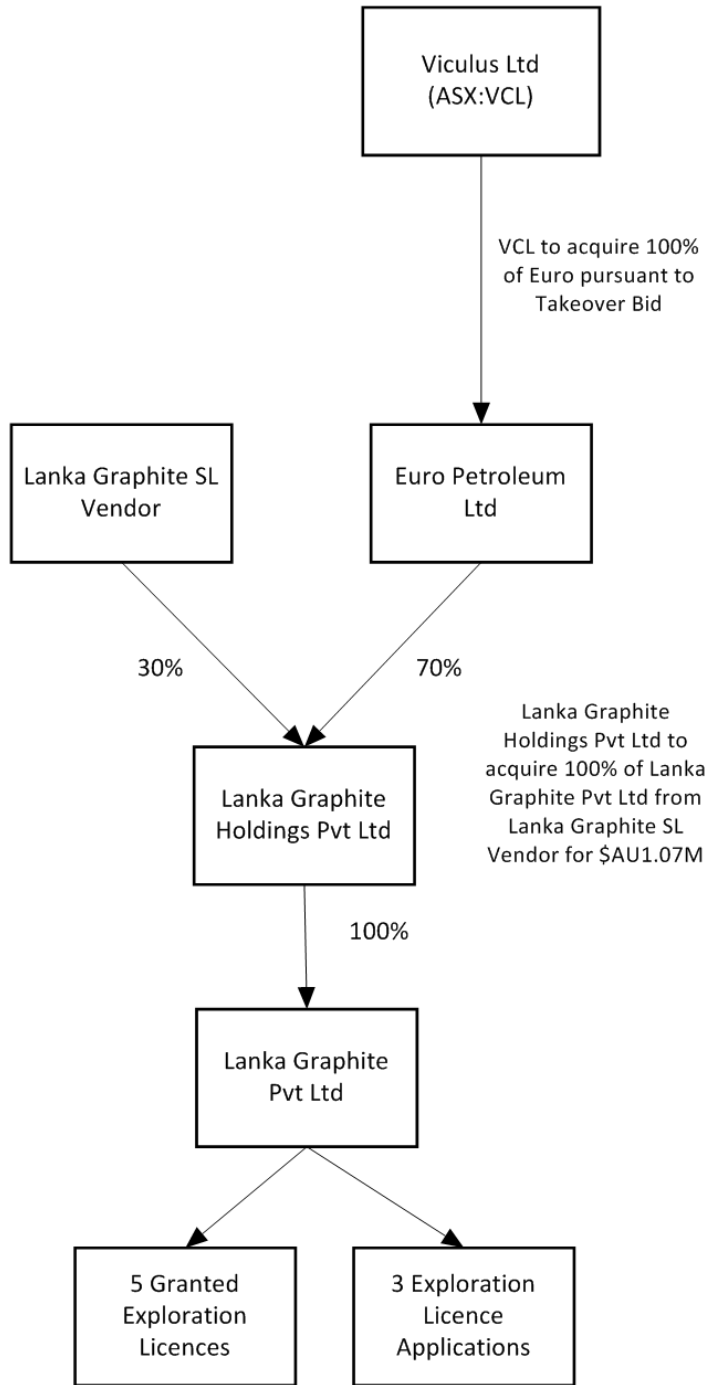 Viculus Ltd
(ASX:VCL)
VCL to acquire 100%
of Euro pursuant to
Takeover Bid
Lanka Graphite SL
Vendor
Euro Petroleum
Ltd
30%
70%
Lanka Graphite
Holdings Pvt Ltd to
acquire 100% of Lanka
Graphite Pvt Ltd from
Lanka Graphite SL
Vendor for $AU1.07M
Lanka Graphite
Holdings Pvt Ltd
100%
Lanka Graphite
Pvt Ltd
5 Granted
Exploration
Licences
3 Exploration
Licence
Applications